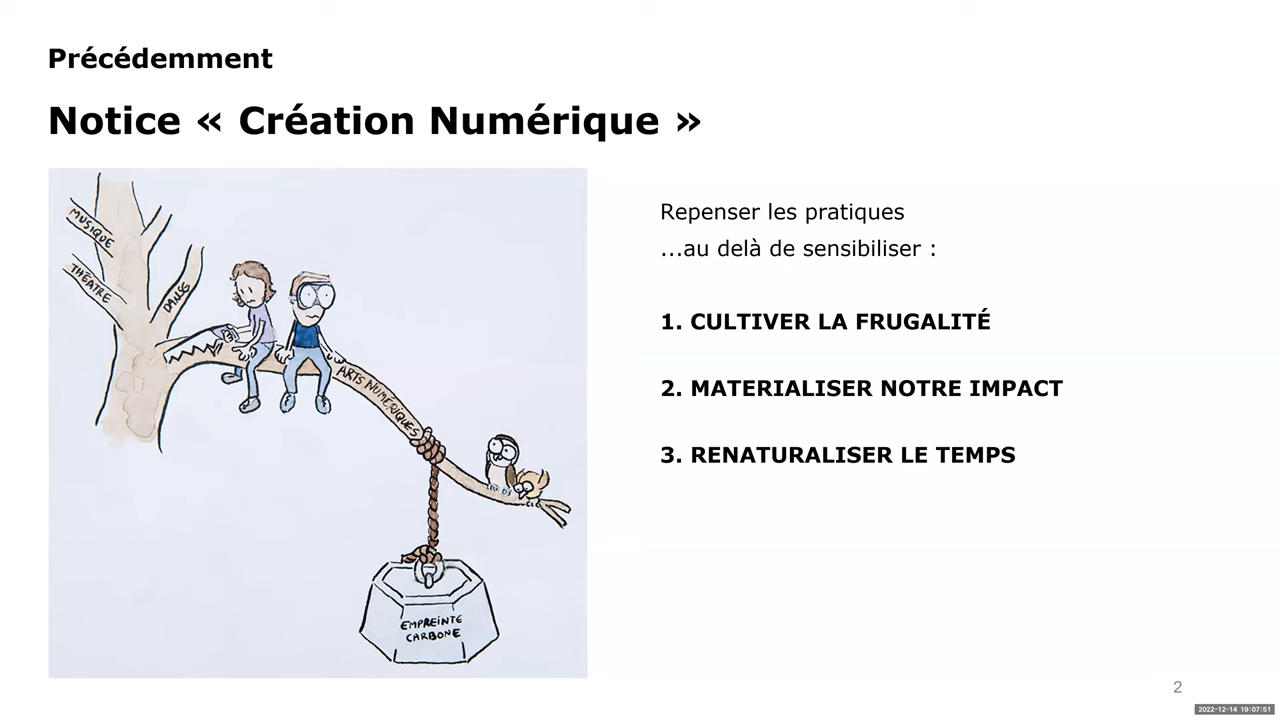 Précédemment
Notice « Création Numérique »
MUSIQUE
THÉATRE
DANSE
ARTS NUMÉRIQUES
EMPREINTE
CARBONE
Repenser les pratiques
...au delà de sensibiliser :
1. CULTIVER LA FRUGALITÉ
2. MATERIALISER NOTRE IMPACT
3. RENATURALISER LE TEMPS
2
2022-12-14 19:07:51